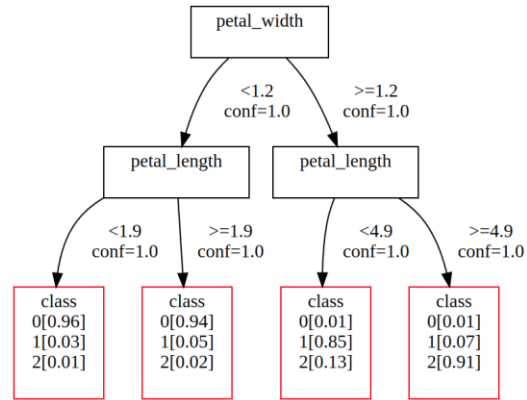 petal_width
<1.2
conf=1.0
>=1.2
conf=1.0
petal_length
petal_length
<1.9
conf=1.0
>=1.9
conf=1.0
<4.9
conf=1.0
>=4.9
conf=1.0
class
0[0.96]
1[0.03]
2[0.01]
class
0[0.94]
1[0.05]
2[0.02]
class
0[0.01]
1[0.85]
2[0.13]
class
0[0.01]
1[0.07]
2[0.91]